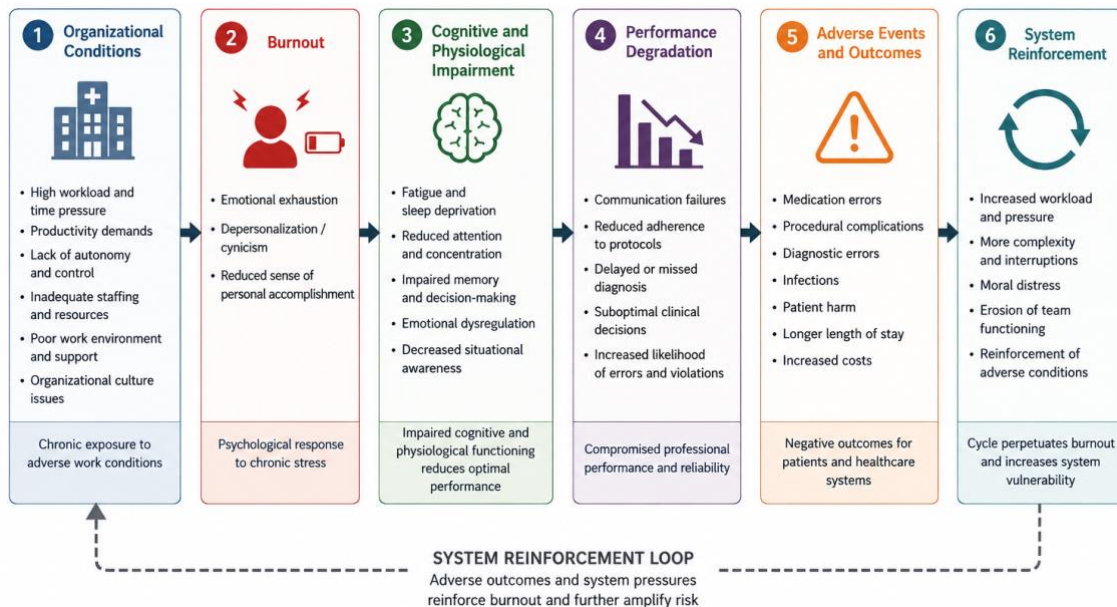 1 Organizational
Conditions
• High workload and
time pressure
• Productivity demands
• Lack of autonomy
and control
• Inadequate staffing
and resources
• Poor work environment
and support
• Organizational culture
issues
Chronic exposure to
adverse work conditions
2 Burnout
• Emotional exhaustion
• Depersonalization /
cynicism
• Reduced sense of
personal accomplishment
Psychological response
to chronic stress
3 Cognitive and
Physiological
Impairment
• Fatigue and
sleep deprivation
• Reduced attention
and concentration
• Impaired memory
and decision-making
• Emotional dysregulation
• Decreased situational
awareness
Impaired cognitive and
physiological functioning
reduces optimal
performance
4 Performance
Degradation
• Communication failures
• Reduced adherence
to protocols
• Delayed or missed
diagnosis
• Suboptimal clinical
decisions
• Increased likelihood
of errors and violations
Compromised professional
performance and reliability
5 Adverse Events
and Outcomes
• Medication errors
• Procedural complications
• Diagnostic errors
• Infections
• Patient harm
• Longer length of stay
• Increased costs
Negative outcomes for
patients and healthcare
systems
6 System
Reinforcement
• Increased workload
and pressure
• More complexity
and interruptions
• Moral distress
• Erosion of team
functioning
• Reinforcement of
adverse conditions
Cycle perpetuates burnout
and increases system
vulnerability
SYSTEM REINFORCEMENT LOOP
Adverse outcomes and system pressures
reinforce burnout and further amplify risk